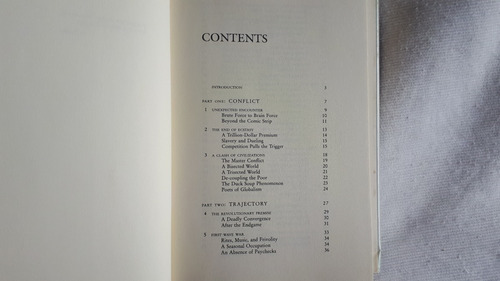 CONTENTS
INTRODUCTION 1
PART ONE: CONFLICT 7
1 UNEXPECTED ENCOUNTER 9
Brain Force to Brute Force 10
Beyond the Comic Strip 11
2 THE END OF ECSTASY 13
A Trillion-Dollar Premium 14
Slavery and Dueling 15
Competition Pulls the Trigger 15
3 A CLASH OF CIVILIZATIONS 18
The Master Conflict 19
A Bisected World 20
A Trisected World 21
De-coupling the Poor 22
The Duck Soup Phenomenon 23
Poets of Globalism 24
PART TWO: TRAJECTORY 27
4 THE REVOLUTIONARY PREMISE 29
A Deadly Convergence 30
After the Endgame 31
5 FIRST WAVE WAR 33
Rites, Music, and Frivolity 34
A Seasonal Occupation 34
An Absence of Paychecks 36